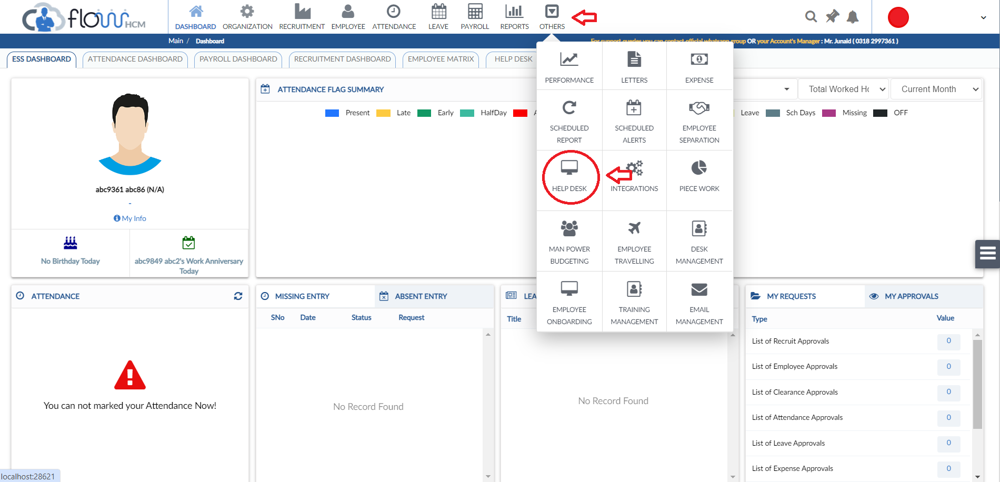 flowHCM
DASHBOARD ORGANIZATION RECRUITMENT EMPLOYEE ATTENDANCE LEAVE PAYROLL REPORTS OTHERS
Main / Dashboard
For support queries you can contact official whatsapp group OR your Account's Manager : Mr. Junaid ( 0318 2997361 )
ESS DASHBOARD ATTENDANCE DASHBOARD PAYROLL DASHBOARD RECRUITMENT DASHBOARD EMPLOYEE MATRIX HELP DESK
PERFORMANCE LETTERS EXPENSE
SCHEDULED REPORT SCHEDULED ALERTS EMPLOYEE SEPARATION
HELP DESK INTEGRATIONS PIECE WORK
MAN POWER BUDGETING EMPLOYEE TRAVELLING DESK MANAGEMENT
EMPLOYEE ONBOARDING TRAINING MANAGEMENT EMAIL MANAGEMENT
abc9361 abc86 (N/A)
-
My Info
No Birthday Today
abc9849 abc2's Work Anniversary
Today
ATTENDANCE FLAG SUMMARY
Total Worked Ho Current Month
Present Late Early HalfDay A Leave Sch Days Missing OFF
ATTENDANCE
You can not marked your Attendance Now!
MISSING ENTRY ABSENT ENTRY
SNo Date Status Request
No Record Found
LEA
Title
No Record Found
MY REQUESTS MY APPROVALS
Type Value
List of Recruit Approvals 0
List of Employee Approvals 0
List of Clearance Approvals 0
List of Attendance Approvals 0
List of Leave Approvals 0
List of Expense Approvals 0
localhost:28621